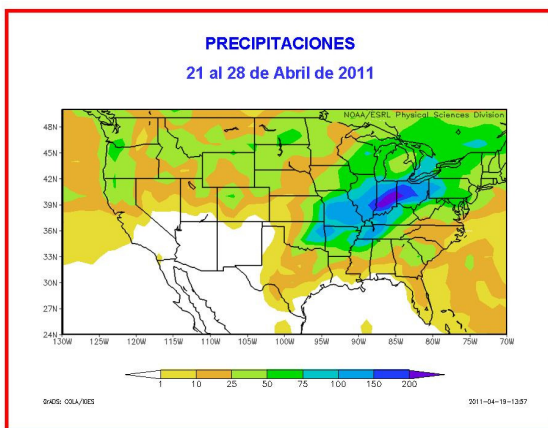 PRECIPITACIONES
21 al 28 de Abril de 2011
NOAA/ESRL Physical Sciences Division
48N
45N
42N
39N
36N
33N
30N
27N
24N
130W 125W 120W 115W 110W 105W 100W 95W 90W 85W 80W 75W 70W
1 10 25 50 75 100 150 200
GrADS: COLA/IGES 2011-04-19-13:57